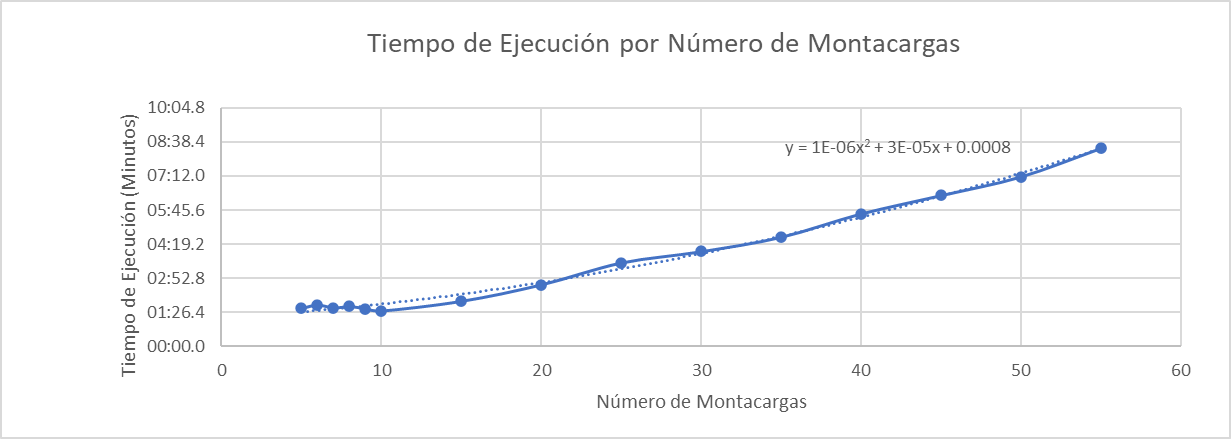 Tiempo de Ejecución por Número de Montacargas
Tiempo de Ejecución (Minutos)
10:04.8
08:38.4
07:12.0
05:45.6
04:19.2
02:52.8
01:26.4
00:00.0
y = 1E-06x² + 3E-05x + 0.0008
0 10 20 30 40 50 60
Número de Montacargas